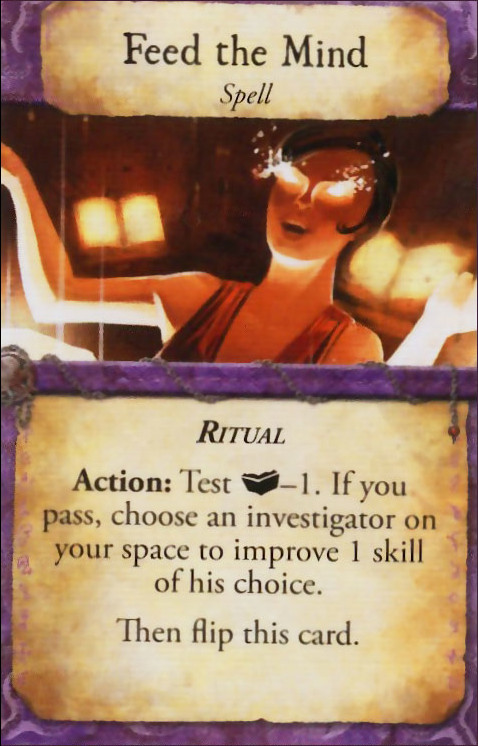 Feed the Mind
Spell
RITUAL
Action: Test –1. If you
pass, choose an investigator on
your space to improve 1 skill
of his choice.
Then flip this card.